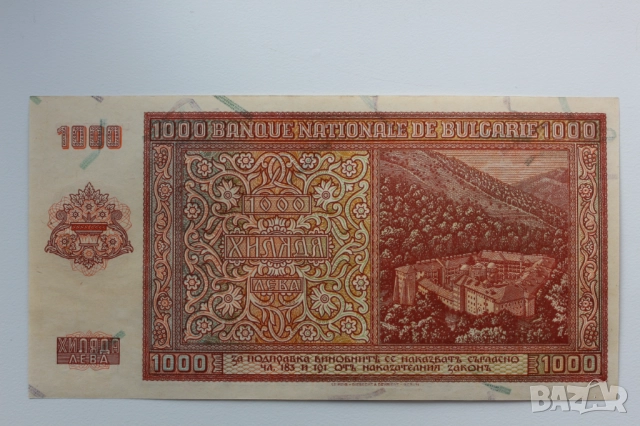 1000
1000 BANQUE NATIONALE DE BULGARIE 1000
1000
ХИЛЯДА
ЛЕВА
ХИЛЯДА
ЛЕВА
1000 ЗА ПОДПРАВКА ВИНОВНИТѢ СЕ НАКАЗВАТЪ СЪГЛАСНО 1000
ЧЛ. 183 И 191 ОТЪ НАКАЗАТЕЛНИЯ ЗАКОНЪ
BAZAR